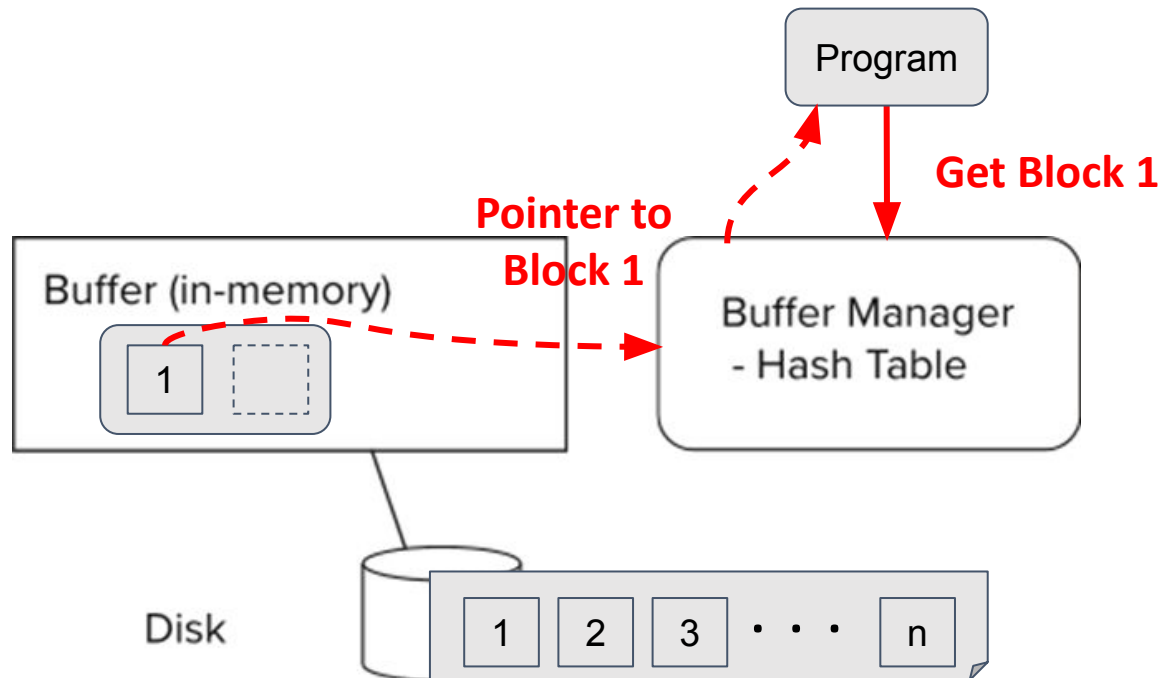 Program
Get Block 1
Pointer to
Block 1
Buffer (in-memory)
1
Buffer Manager
- Hash Table
Disk
1 2 3 . . . n